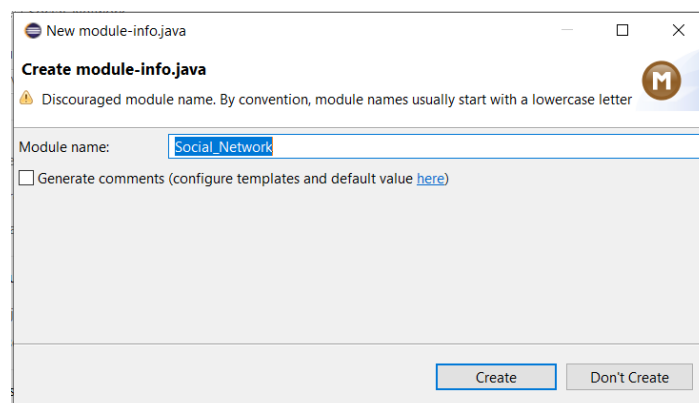 New module-info.java
Create module-info.java
M
Discouraged module name. By convention, module names usually start with a lowercase letter
Module name: Social_Network
Generate comments (configure templates and default value here)
Create Don't Create